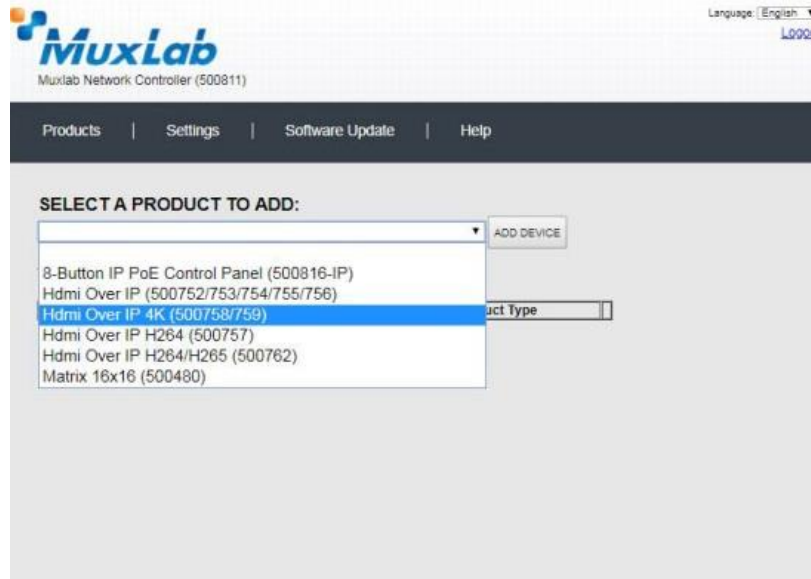 Language: English
Logo
MuxLab
Muxlab Network Controller (500811)
Products | Settings | Software Update | Help
SELECT A PRODUCT TO ADD:
ADD DEVICE
8-Button IP PoE Control Panel (500816-IP)
Hdmi Over IP (500752/753/754/755/756)
Hdmi Over IP 4K (500758/759)
uct Type
Hdmi Over IP H264 (500757)
Hdmi Over IP H264/H265 (500762)
Matrix 16x16 (500480)